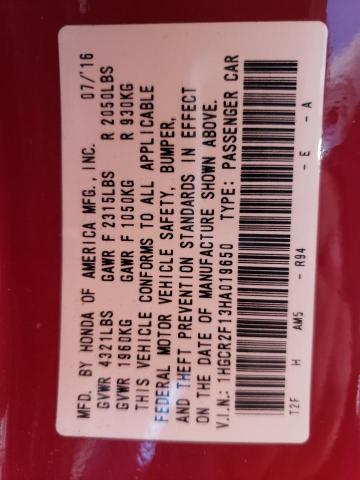 MFD. BY HONDA OF AMERICA MFG., INC. 07/'16
GVWR 4321LBS GAWR F 2315LBS R 2050LBS
GVWR 1960KG GAWR F 1050KG R 930KG
THIS VEHICLE CONFORMS TO ALL APPLICABLE
FEDERAL MOTOR VEHICLE SAFETY, BUMPER,
AND THEFT PREVENTION STANDARDS IN EFFECT
ON THE DATE OF MANUFACTURE SHOWN ABOVE.
V.I.N.: 1HGCR2F13HA019650 TYPE: PASSENGER CAR
T2F H AM5 - R94 - E - A